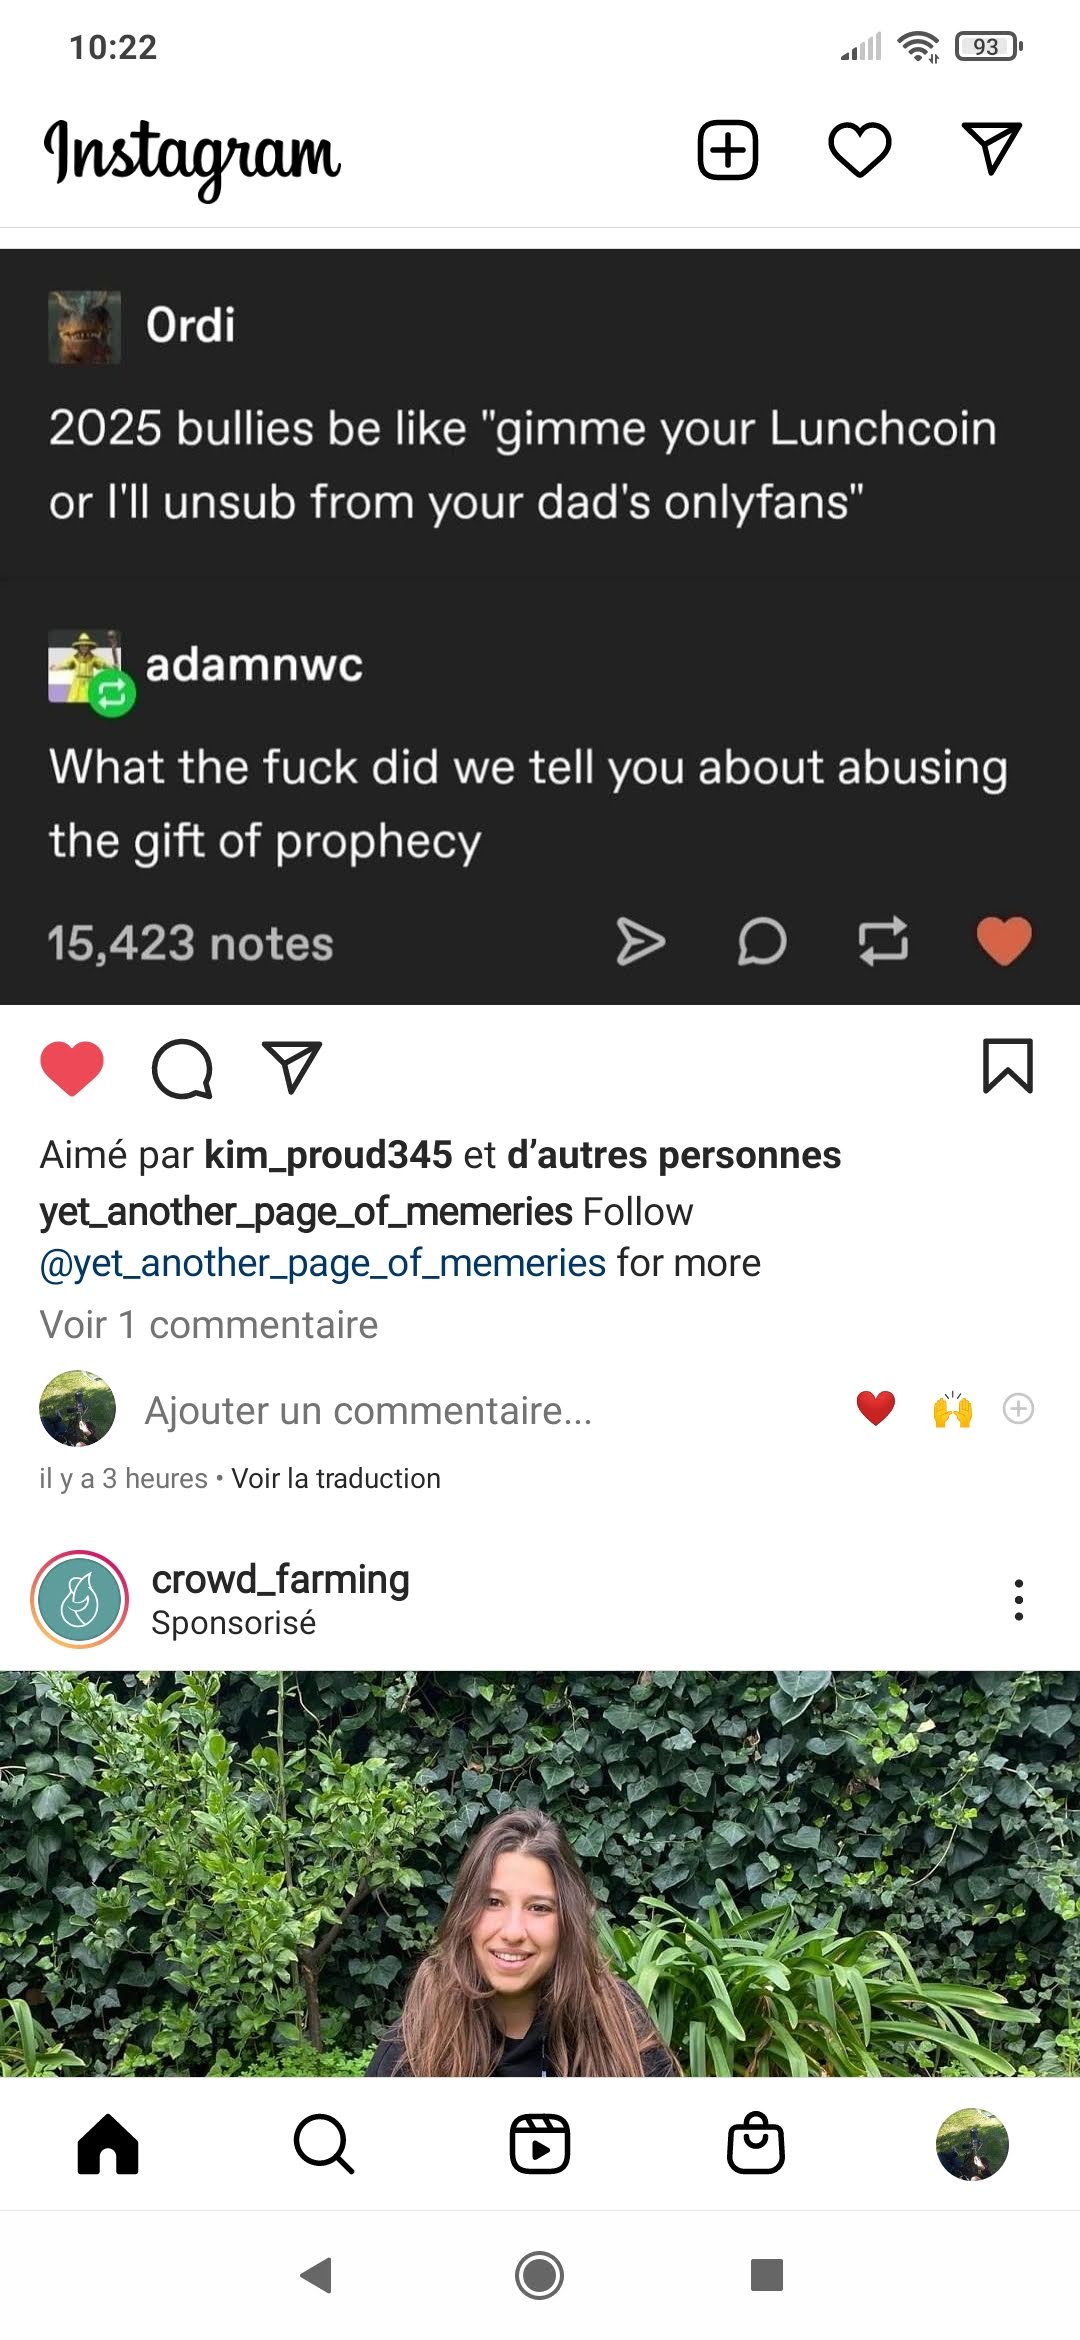 10:22
93
Instagram
Ordi
2025 bullies be like "gimme your Lunchcoin
or I'll unsub from your dad's onlyfans"
adamnwc
What the fuck did we tell you about abusing
the gift of prophecy
15,423 notes
Aimé par kim_proud345 et d’autres personnes
yet_another_page_of_memeries Follow
@yet_another_page_of_memeries for more
Voir 1 commentaire
Ajouter un commentaire...
il y a 3 heures • Voir la traduction
crowd_farming
Sponsorisé